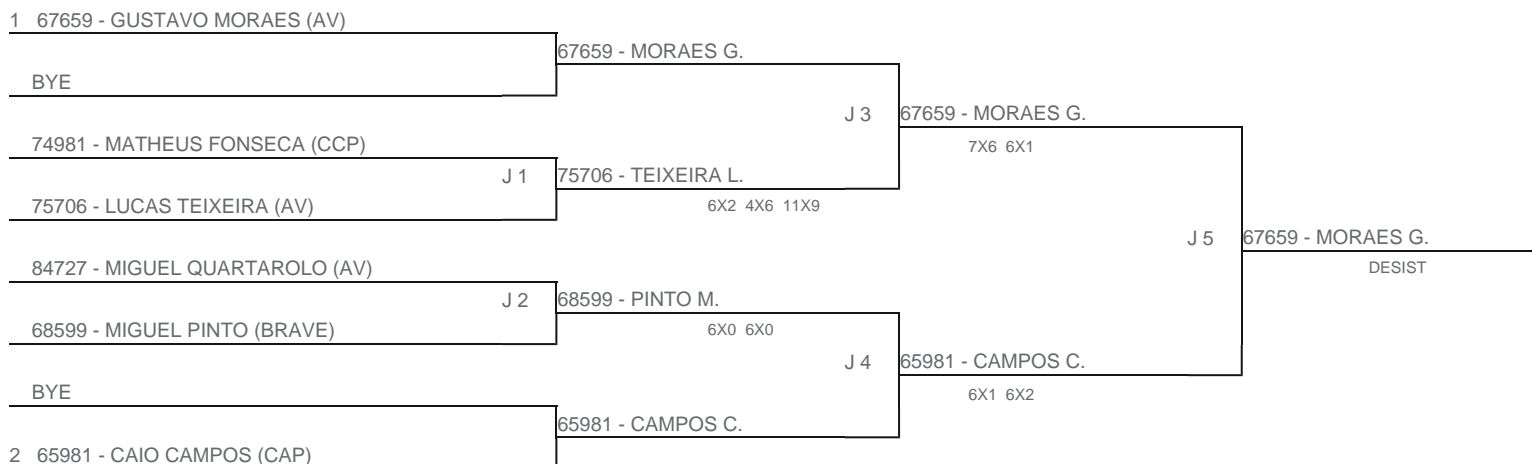 1 67659 - GUSTAVO MORAES (AV)
67659 - MORAES G.
BYE
J 3
67659 - MORAES G.
7X6 6X1
74981 - MATHEUS FONSECA (CCP)
J 1
75706 - TEIXEIRA L.
6X2 4X6 11X9
75706 - LUCAS TEIXEIRA (AV)
J 5
67659 - MORAES G.
DESIST
84727 - MIGUEL QUARTAROLO (AV)
J 2
68599 - PINTO M.
6X0 6X0
68599 - MIGUEL PINTO (BRAVE)
J 4
65981 - CAMPOS C.
6X1 6X2
BYE
65981 - CAMPOS C.
2 65981 - CAIO CAMPOS (CAP)